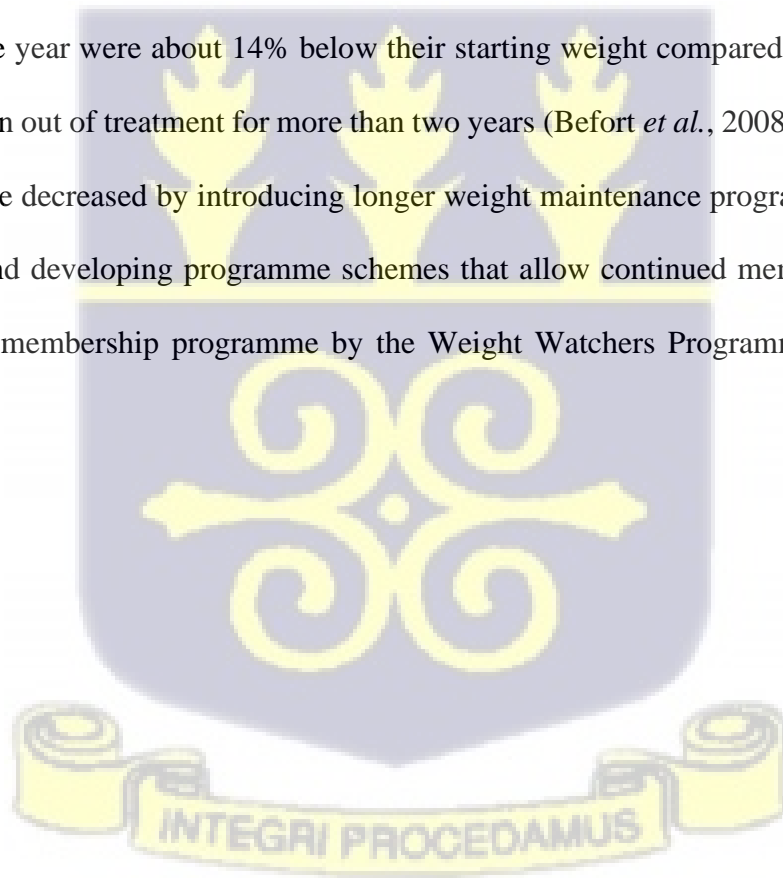 e year were about 14% below their starting weight compared
n out of treatment for more than two years (Befort et al., 2008
e decreased by introducing longer weight maintenance progra
nd developing programme schemes that allow continued mem
membership programme by the Weight Watchers Programm
INTEGRI PROCEDAMUS